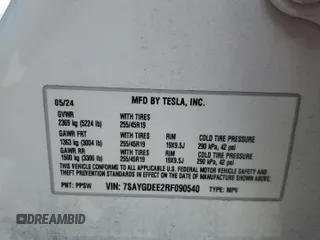 05/24 MFD BY TESLA, INC.
GVWR
2369 kg (5224 lb) WITH TIRES 255/45R19
GAWR FRT
1363 kg (3004 lb) WITH TIRES 255/45R19 RIM 19X9.5J COLD TIRE PRESSURE 290 kPa, 42 psi
GAWR RR
1500 kg (3306 lb) WITH TIRES 255/45R19 RIM 19X9.5J COLD TIRE PRESSURE 290 kPa, 42 psi
THIS VEHICLE CONFORMS TO ALL APPLICABLE U.S. FEDERAL MOTOR VEHICLE SAFETY
AND THEFT PREVENTION STANDARDS IN EFFECT ON THE DATE OF MANUFACTURE SHOWN ABOVE.
PNT: PPSW VIN: 7SAYGDEE2RF090540 TYPE: MPV
DREAMBID